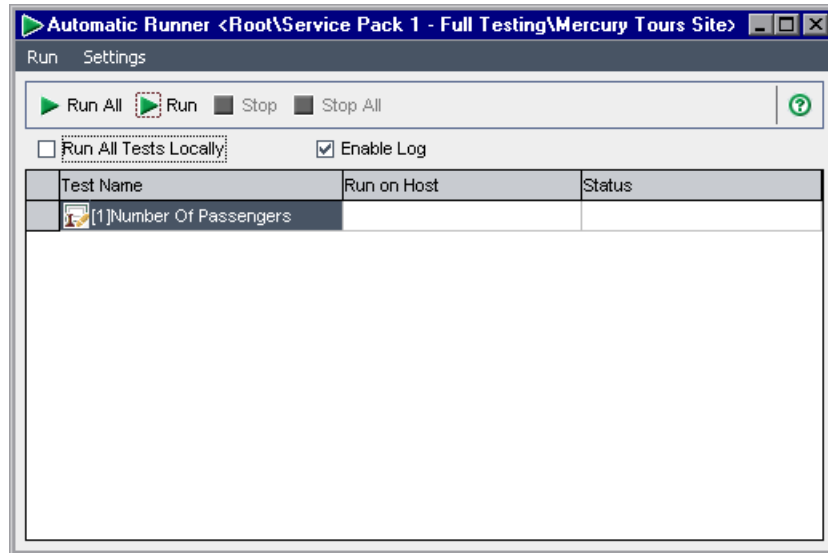 Automatic Runner <Root\Service Pack 1 - Full Testing\Mercury Tours Site>
Run Settings
Run All Run Stop Stop All
Run All Tests Locally Enable Log
Test Name Run on Host Status
[1]Number Of Passengers